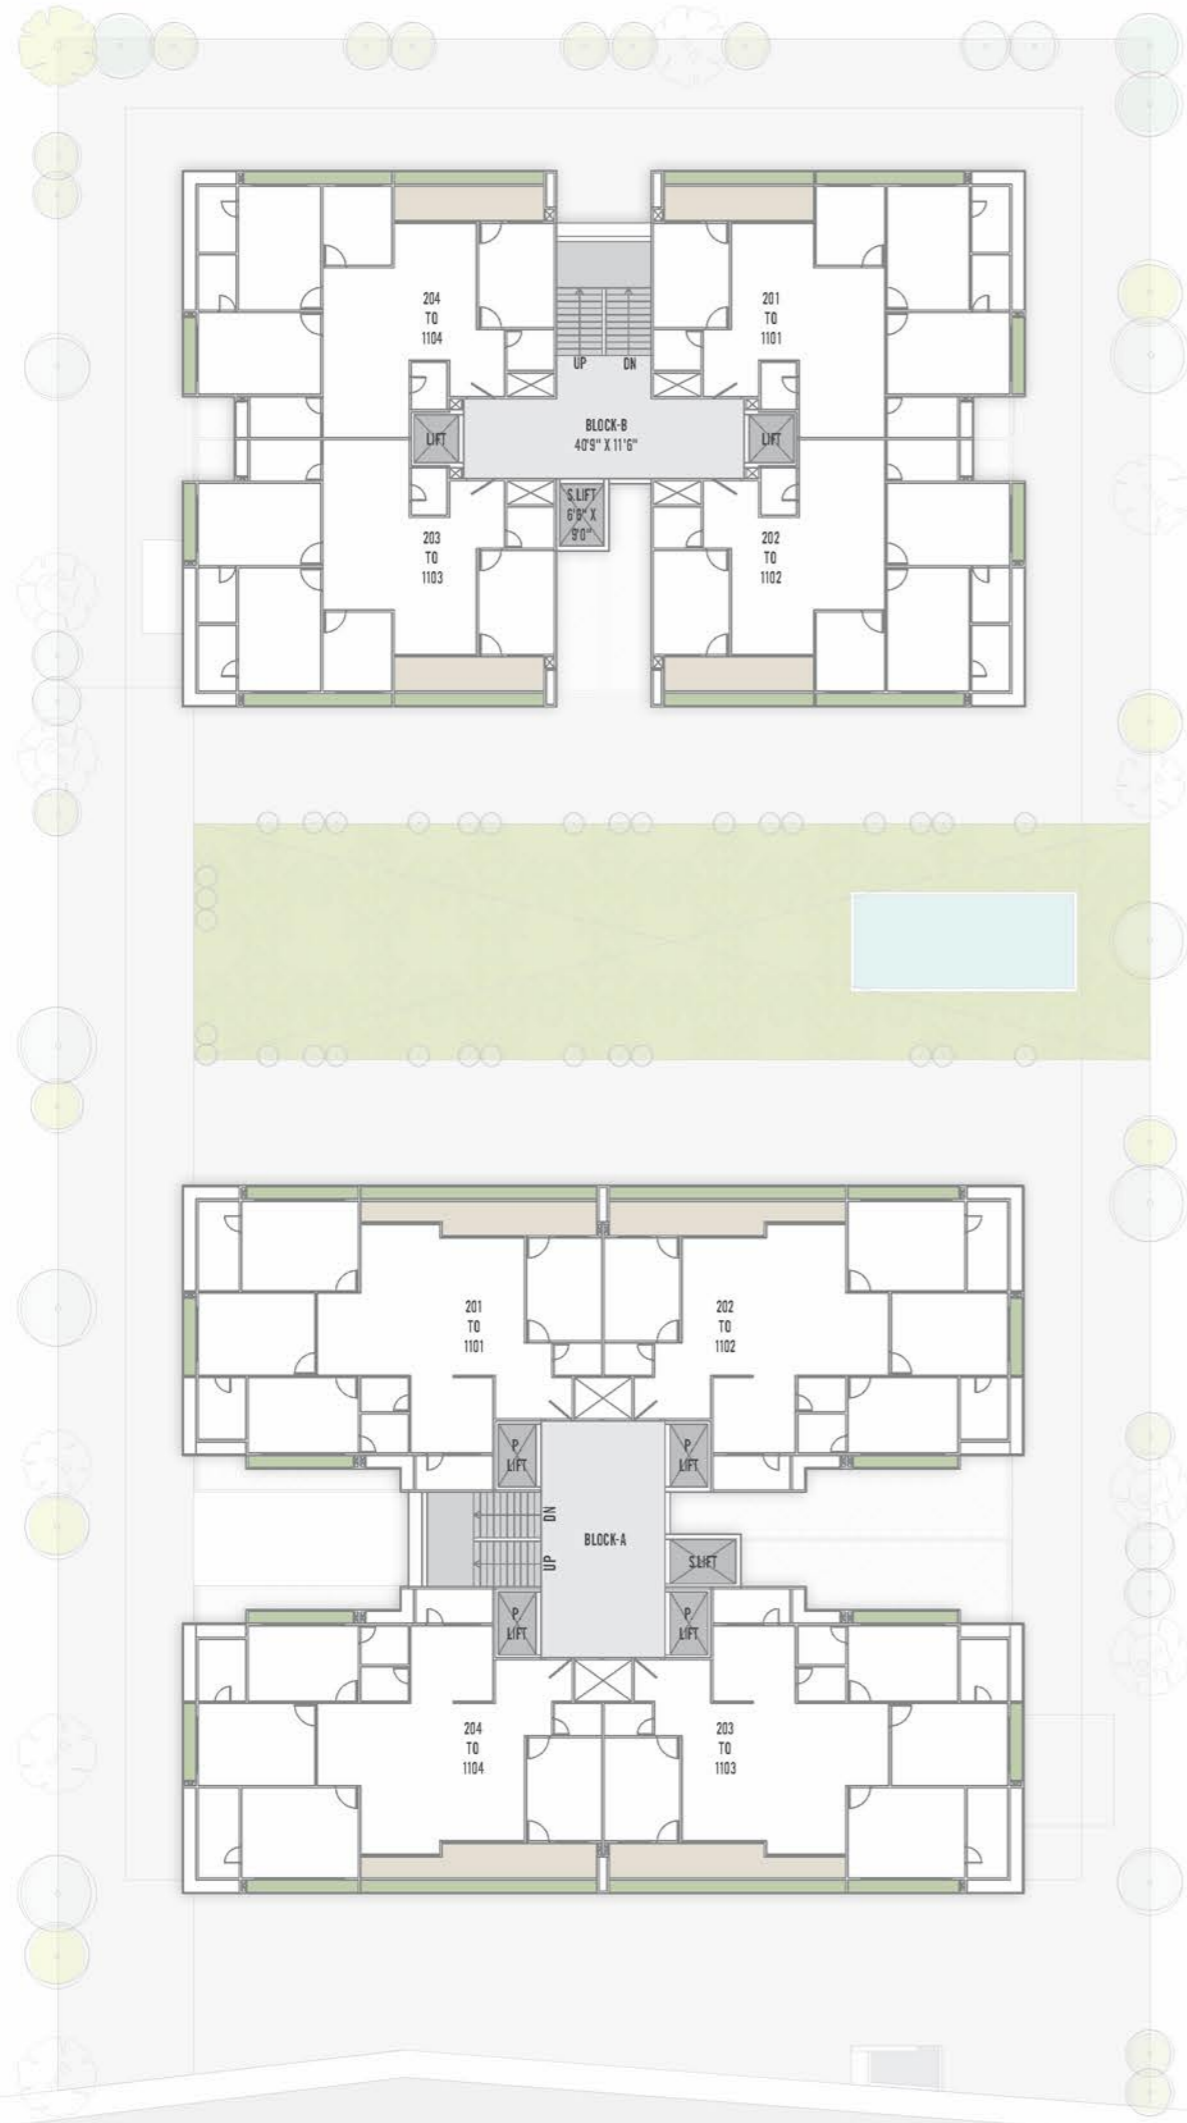 204
TO
1104
201
TO
1101
UP
DN
BLOCK-B
40'9" X 11'6"
LIFT
LIFT
S.LIFT
6'6" X
9'0"
203
TO
1103
202
TO
1102
201
TO
1101
202
TO
1102
P.
LIFT
P.
LIFT
DN
UP
BLOCK-A
S.LIFT
P.
LIFT
P.
LIFT
204
TO
1104
203
TO
1103